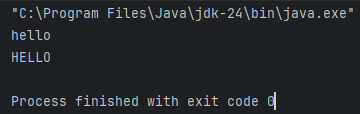 "C:\Program Files\Java\jdk-24\bin\java.exe"
hello
HELLO
Process finished with exit code 0